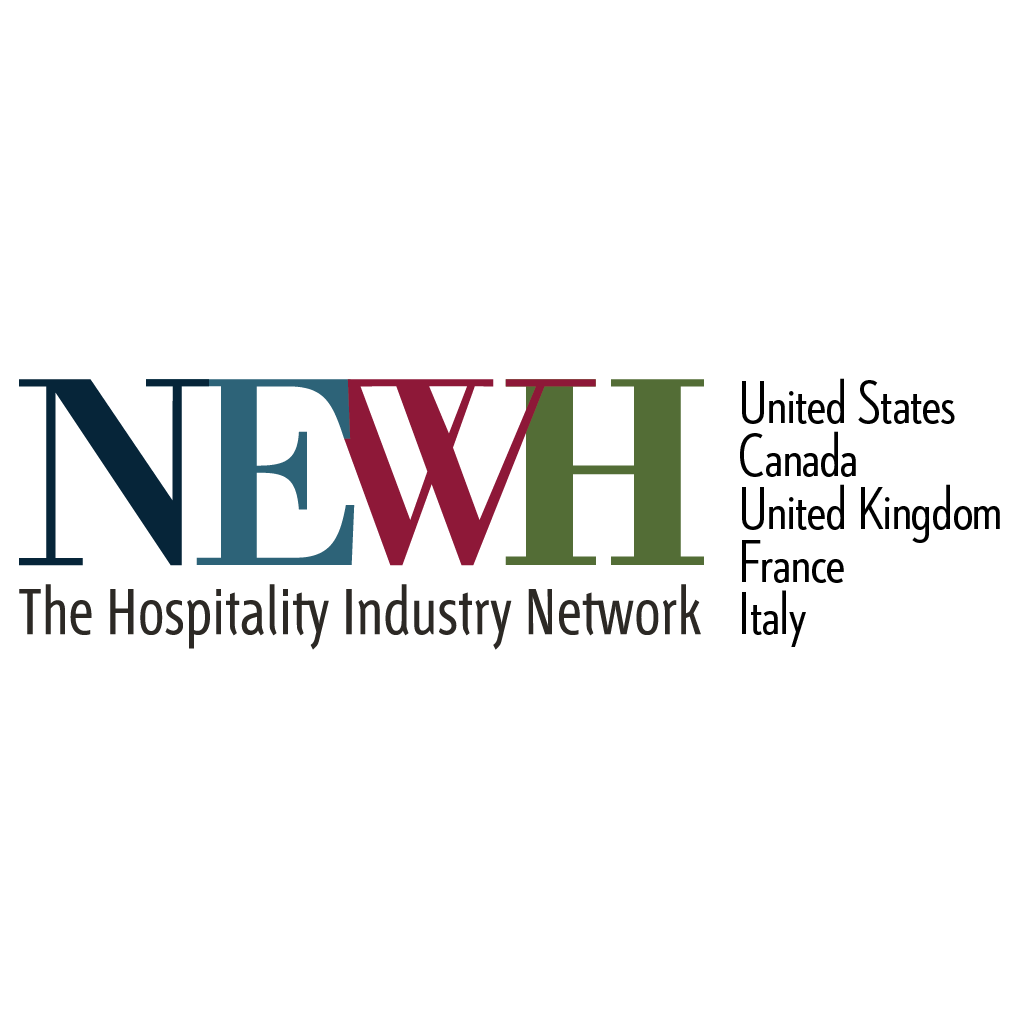 NEWH
The Hospitality Industry Network
United States
Canada
United Kingdom
France
Italy